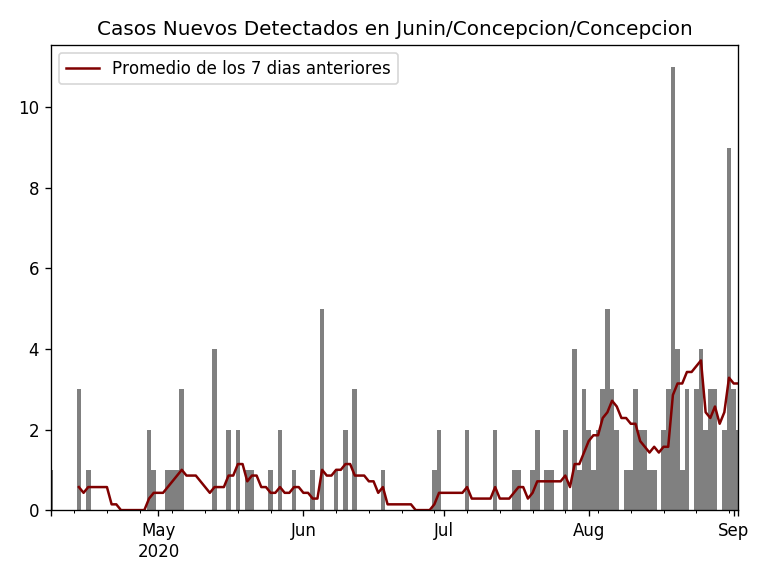 Casos Nuevos Detectados en Junin/Concepcion/Concepcion
Promedio de los 7 dias anteriores
10
8
6
4
2
0
May Jun Jul Aug Sep
2020